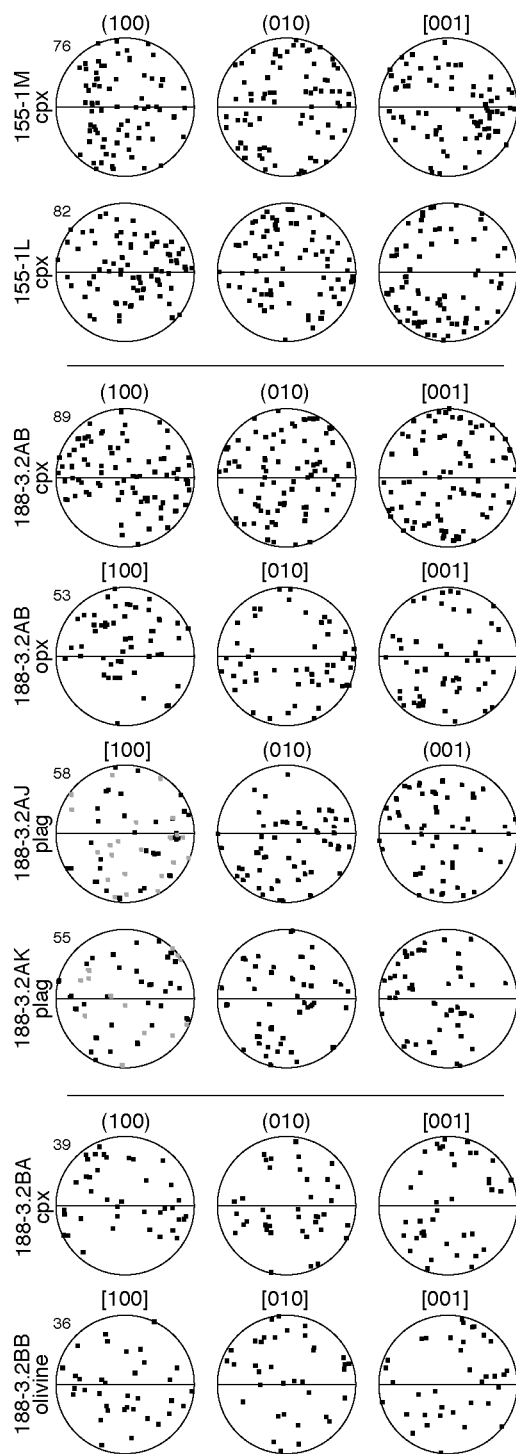 (100) (010) [001]
76
155-1M
cpx
82
155-1L
cpx
(100) (010) [001]
89
188-3.2AB
cpx
[100] [010] [001]
53
188-3.2AB
opx
[100] (010) (001)
58
188-3.2AJ
plag
55
188-3.2AK
plag
(100) (010) [001]
39
188-3.2BA
cpx
[100] [010] [001]
36
188-3.2BB
olivine